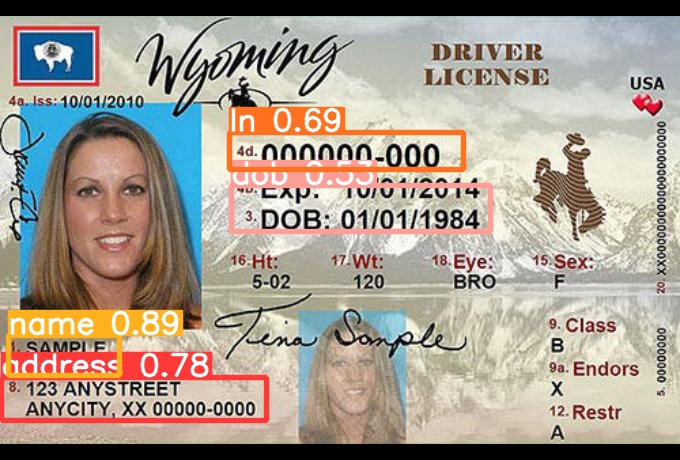 Wyoming
DRIVER
LICENSE
USA
4a. Iss: 10/01/2010
ln 0.69
4d. 000000-000
dob 0.53
4b. Exp: 10/01/2014
3. DOB: 01/01/1984
16. Ht: 17. Wt: 18. Eye: 15. Sex:
5-02 120 BRO F
name 0.89
1. SAMPLE
Tina Sample
address 0.78
8. 123 ANYSTREET
ANYCITY, XX 00000-0000
9. Class
B
9a. Endors
X
12. Restr
A
5. 00000000